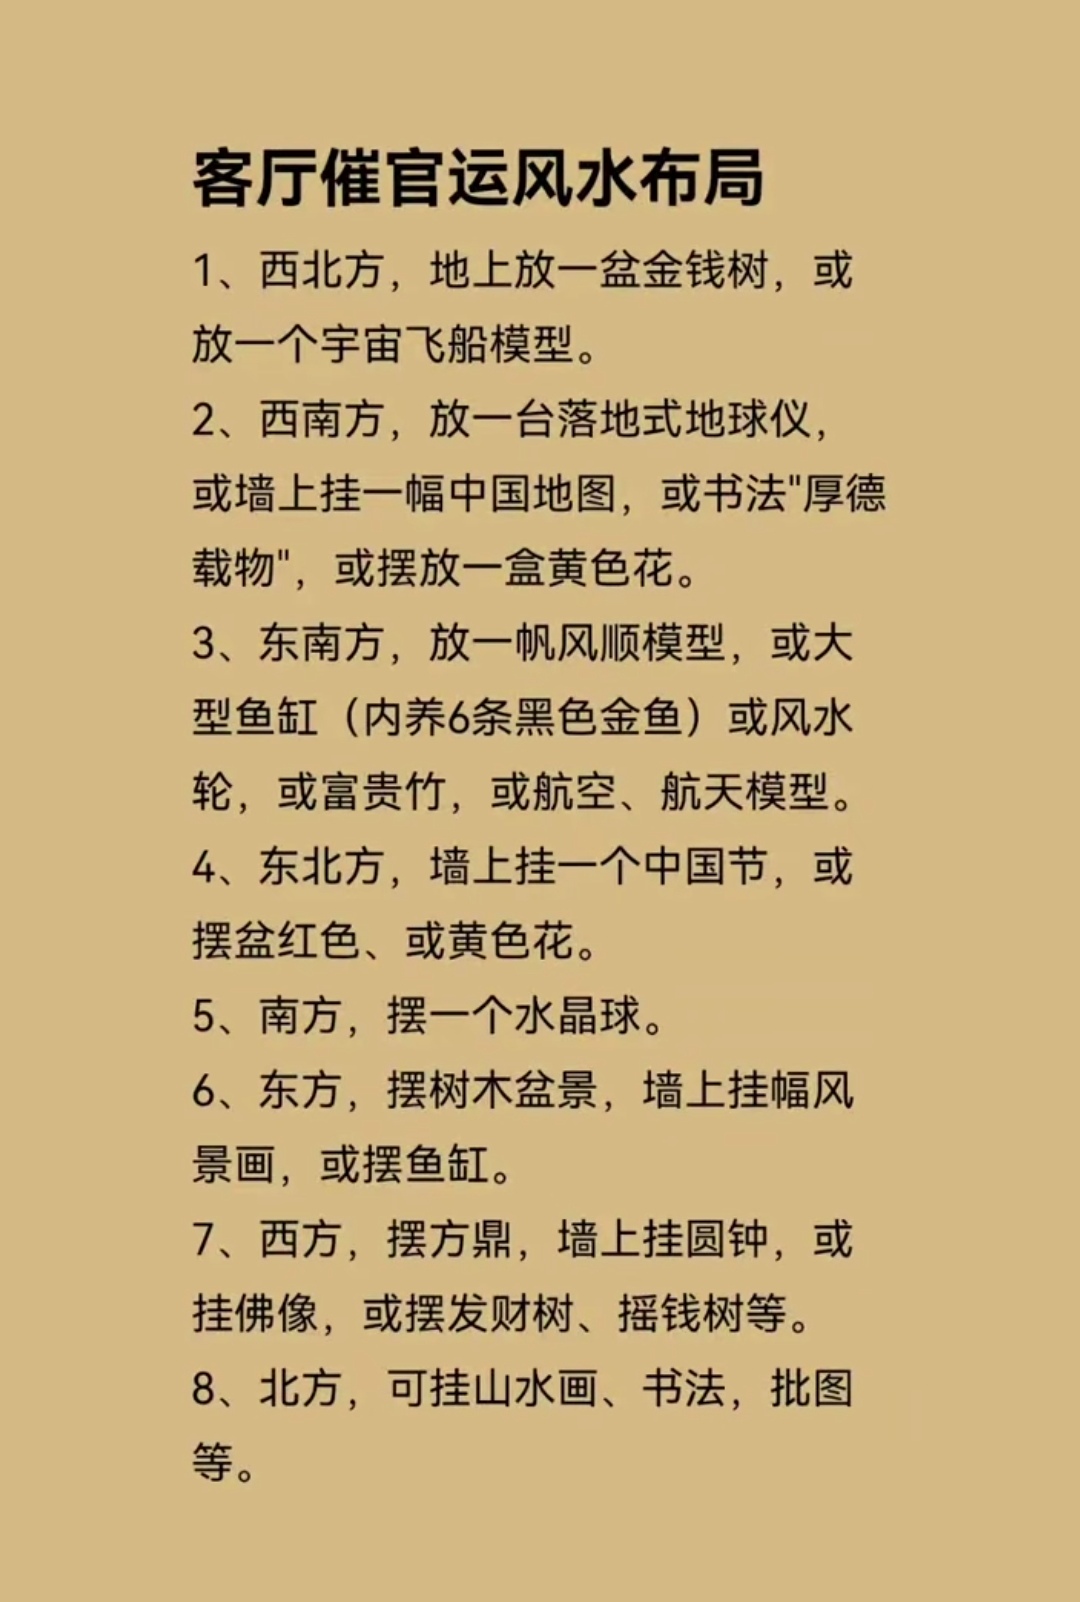 客厅催官运风水布局
1、西北方，地上放一盆金钱树，或
放一个宇宙飞船模型。
2、西南方，放一台落地式地球仪，
或墙上挂一幅中国地图，或书法"厚德
载物"，或摆放一盒黄色花。
3、东南方，放一帆风顺模型，或大
型鱼缸（内养6条黑色金鱼）或风水
轮，或富贵竹，或航空、航天模型。
4、东北方，墙上挂一个中国节，或
摆盆红色、或黄色花。
5、南方，摆一个水晶球。
6、东方，摆树木盆景，墙上挂幅风
景画，或摆鱼缸。
7、西方，摆方鼎，墙上挂圆钟，或
挂佛像，或摆发财树、摇钱树等。
8、北方，可挂山水画、书法，批图
等。